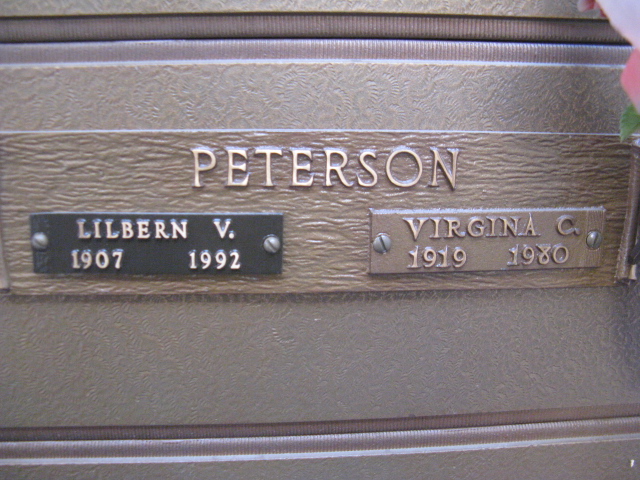 PETERSON
LILBERN V.
1907 1992
VIRGINA C.
1919 1980